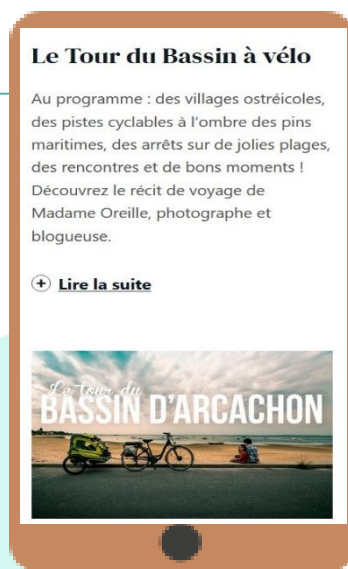 Le Tour du Bassin à vélo
Au programme : des villages ostréicoles,
des pistes cyclables à l'ombre des pins
maritimes, des arrêts sur de jolies plages,
des rencontres et de bons moments !
Découvrez le récit de voyage de
Madame Oreille, photographe et
blogueuse.
Lire la suite
Le tour du
BASSIN D'ARCACHON